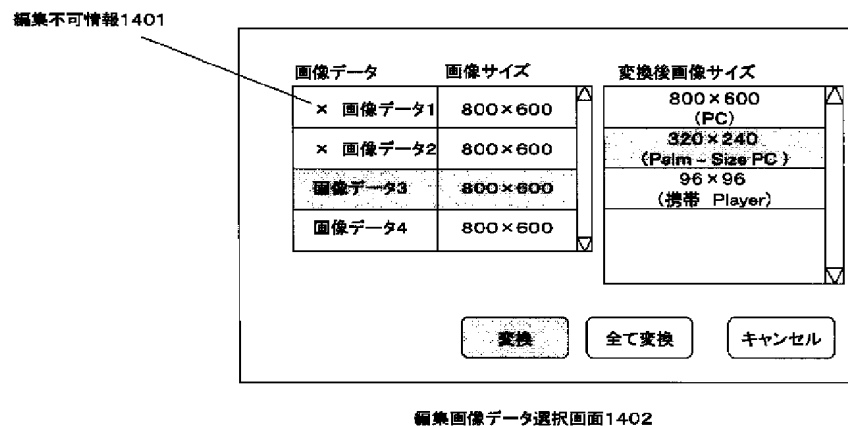 編集不可情報1401
画像データ 画像サイズ 変換後画像サイズ
× 画像データ1 800×600
× 画像データ2 800×600
画像データ3 800×600
画像データ4 800×600
800×600
(PC)
320×240
(Palm-Size PC)
96×96
(携帯 Player)
変換 全て変換 キャンセル
編集画像データ選択画面1402